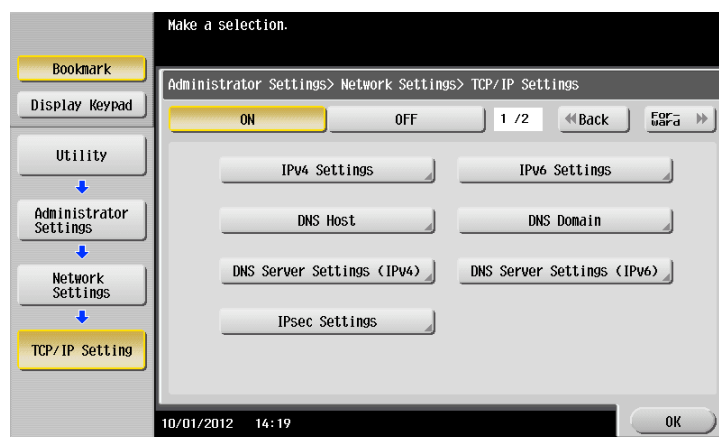 Make a selection.
Bookmark
Display Keypad
Utility
Administrator
Settings
Network
Settings
TCP/IP Setting
Administrator Settings> Network Settings> TCP/IP Settings
ON
OFF
1 /2
Back
For-
ward
IPv4 Settings
IPv6 Settings
DNS Host
DNS Domain
DNS Server Settings (IPv4)
DNS Server Settings (IPv6)
IPsec Settings
10/01/2012 14:19
OK